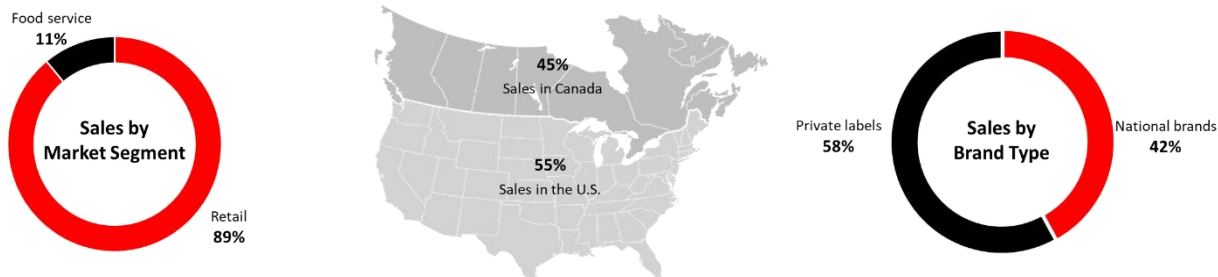 Food service
11%
Sales by
Market Segment
Retail
89%
45%
Sales in Canada
55%
Sales in the U.S.
Private labels
58%
Sales by
Brand Type
National brands
42%